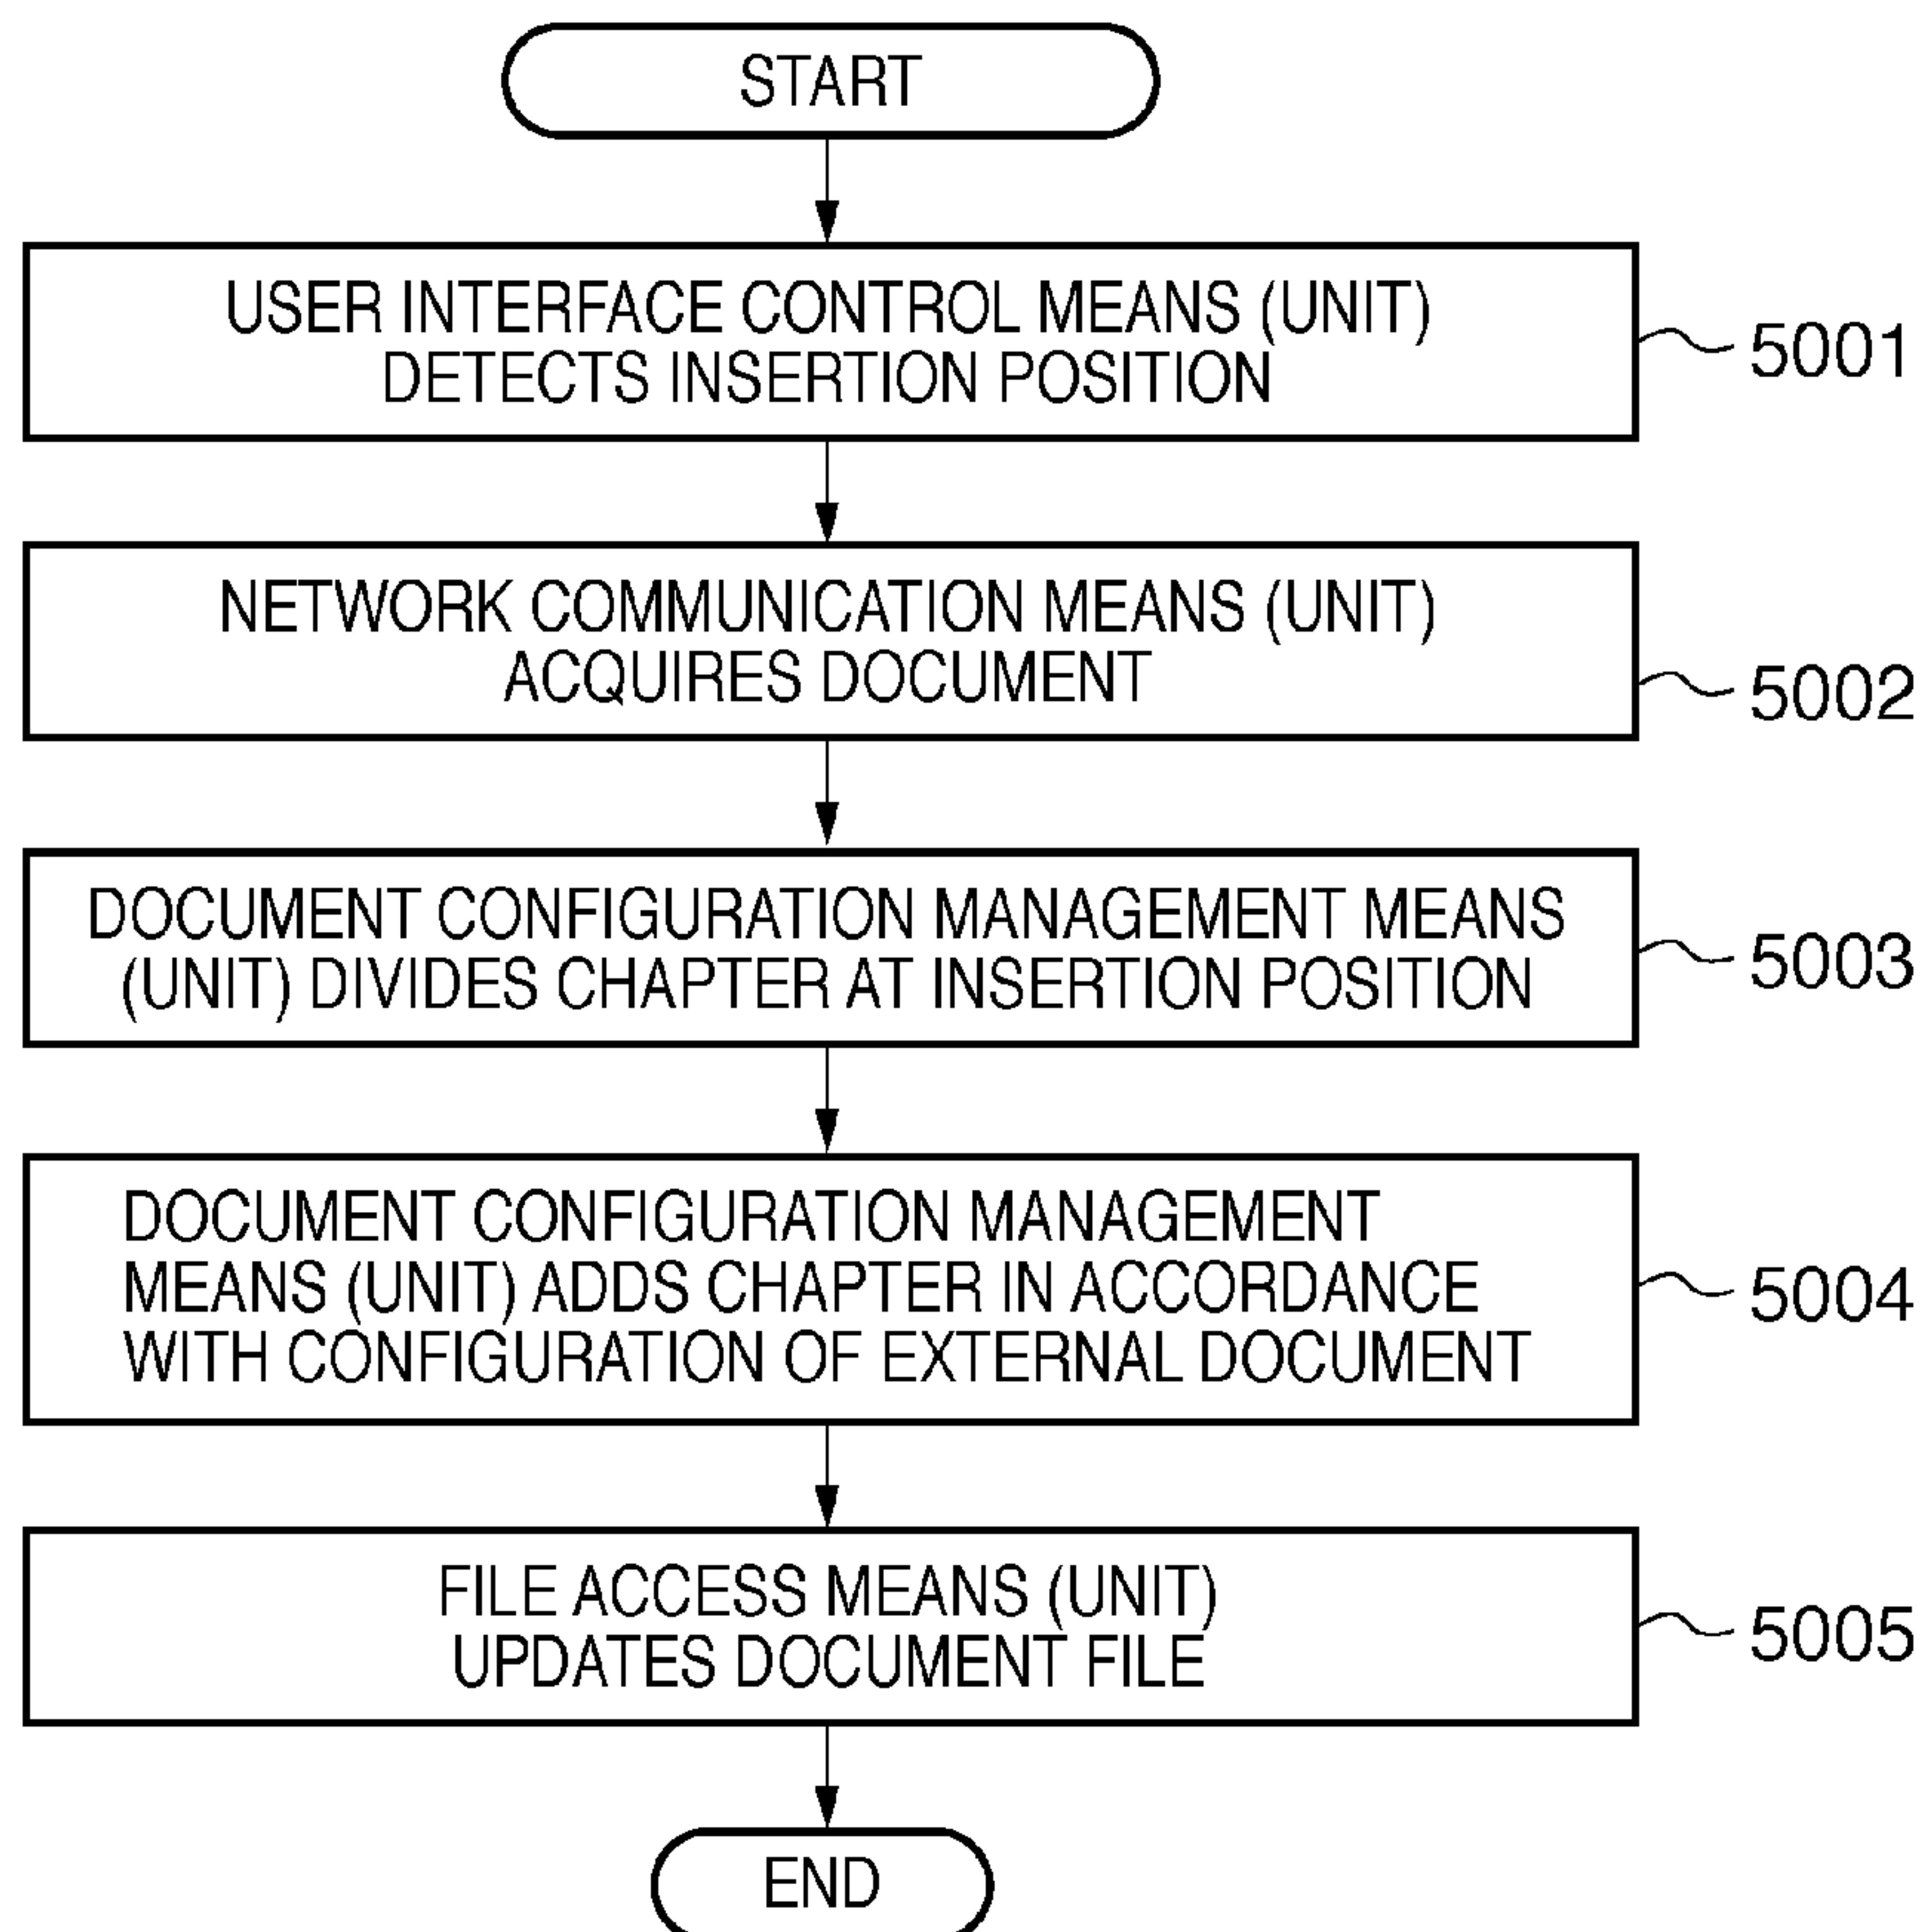 START
USER INTERFACE CONTROL MEANS (UNIT)
DETECTS INSERTION POSITION
5001
NETWORK COMMUNICATION MEANS (UNIT)
ACQUIRES DOCUMENT
5002
DOCUMENT CONFIGURATION MANAGEMENT MEANS
(UNIT) DIVIDES CHAPTER AT INSERTION POSITION
5003
DOCUMENT CONFIGURATION MANAGEMENT
MEANS (UNIT) ADDS CHAPTER IN ACCORDANCE
WITH CONFIGURATION OF EXTERNAL DOCUMENT
5004
FILE ACCESS MEANS (UNIT)
UPDATES DOCUMENT FILE
5005
END